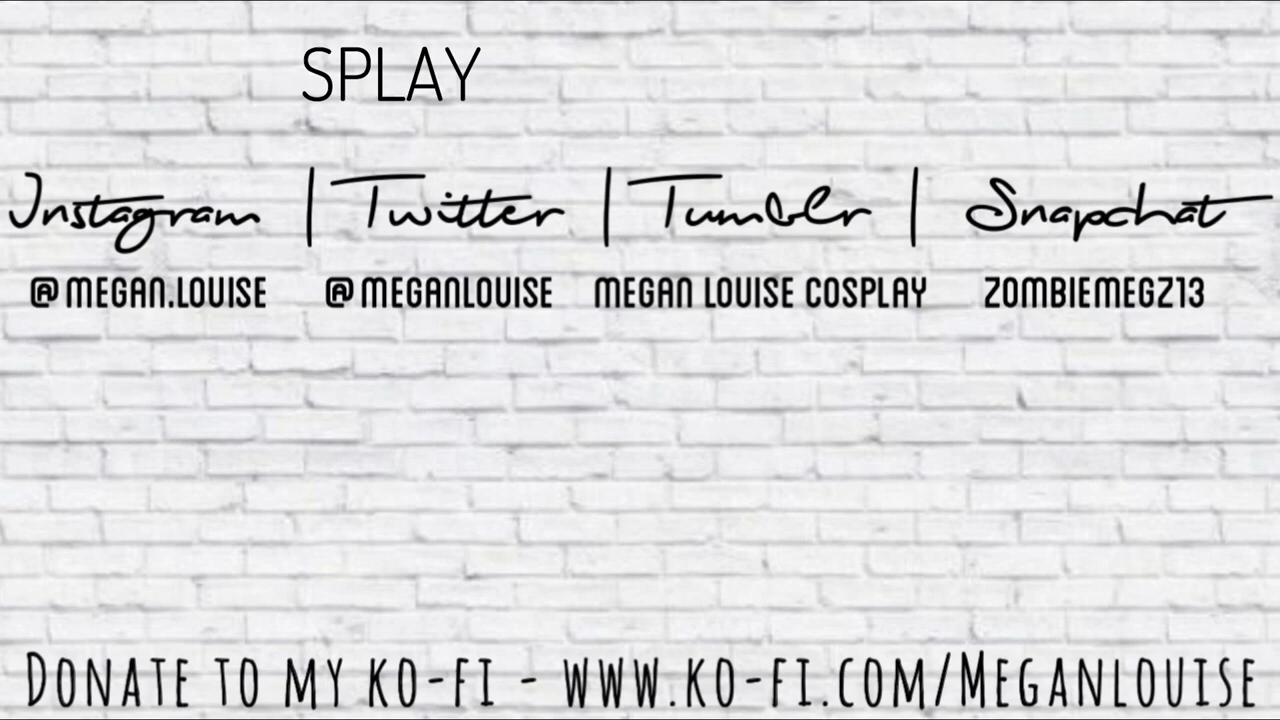 SPLAY
Instagram | Twitter | Tumblr | Snapchat
@MEGAN.LOUISE @MEGANLOUISE MEGAN LOUISE COSPLAY ZOMBIEMEGZ13
DONATE TO MY KO-FI - WWW.KO-FI.COM/MEGANLOUISE